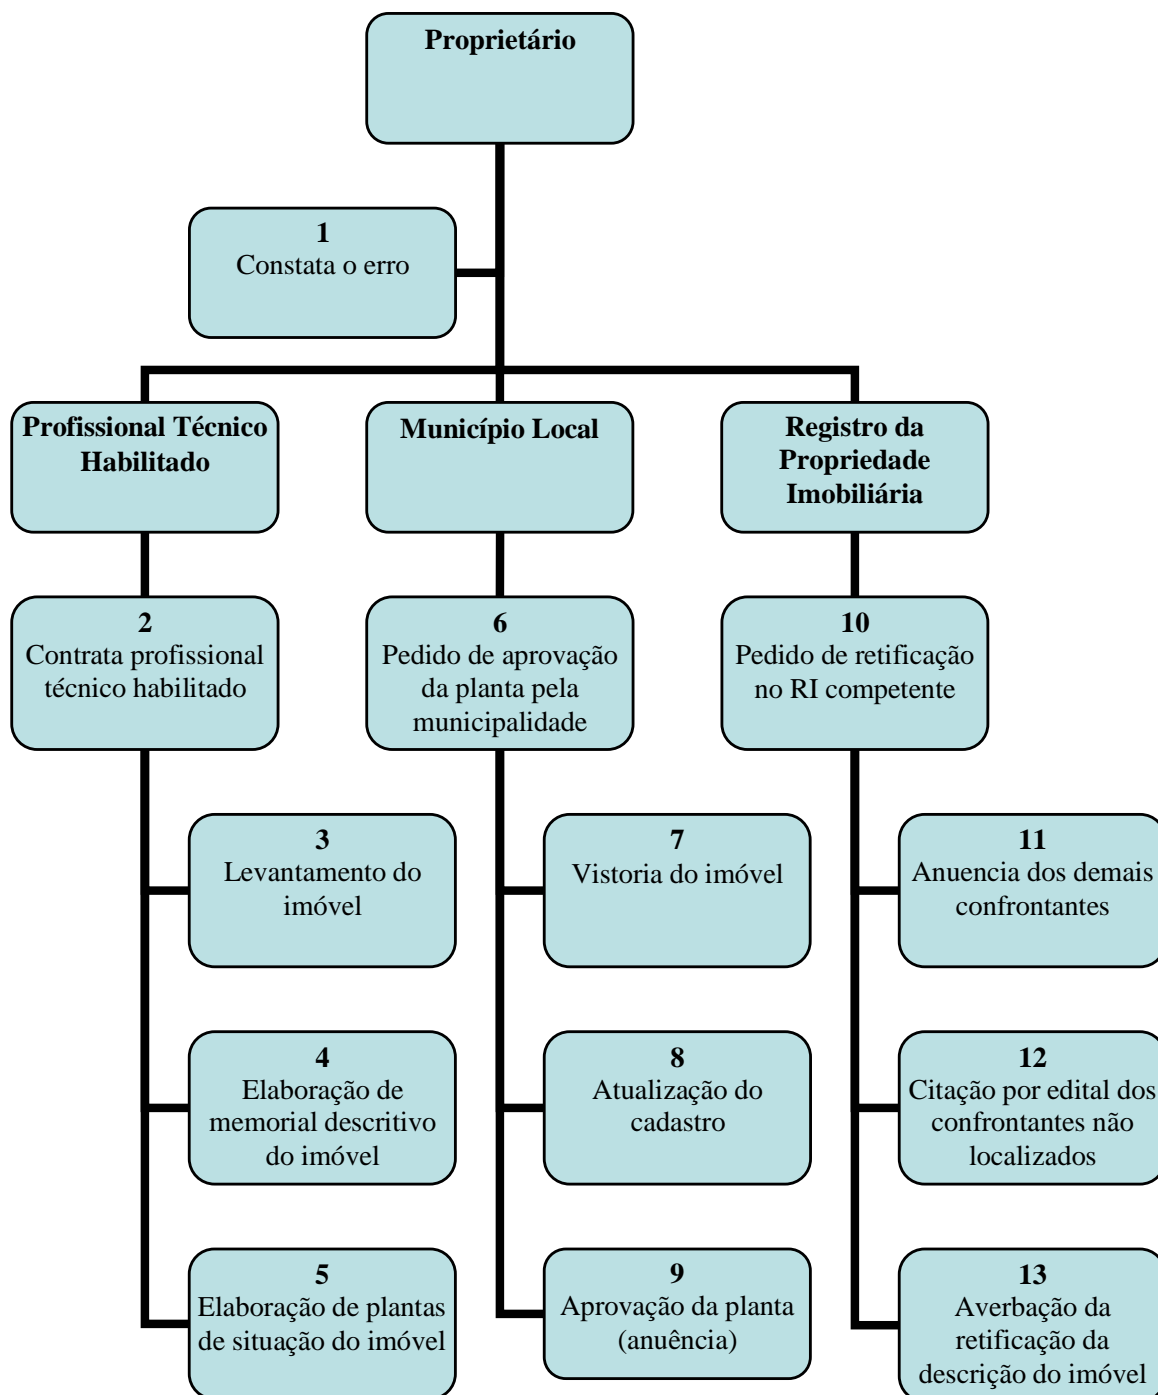 Proprietário
1
Constata o erro
Profissional Técnico
Habilitado
Município Local
Registro da
Propriedade
Imobiliária
2
Contrata profissional
técnico habilitado
6
Pedido de aprovação
da planta pela
municipalidade
10
Pedido de retificação
no RI competente
3
Levantamento do
imóvel
7
Vistoria do imóvel
11
Anuencia dos demais
confrontantes
4
Elaboração de
memorial descritivo
do imóvel
8
Atualização do
cadastro
12
Citação por edital dos
confrontantes não
localizados
5
Elaboração de plantas
de situação do imóvel
9
Aprovação da planta
(anuência)
13
Averbação da
retificação da
descrição do imóvel